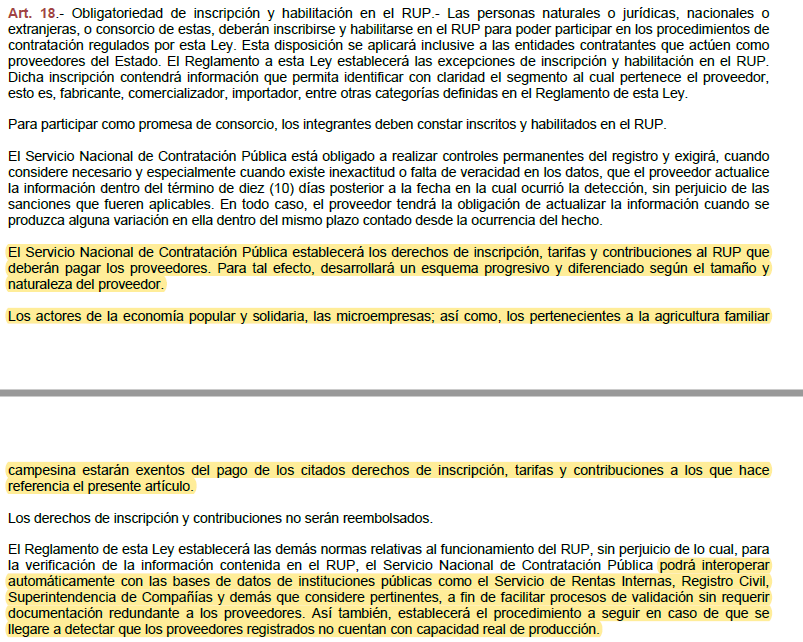 Art. 18.- Obligatoriedad de inscripción y habilitación en el RUP.- Las personas naturales o jurídicas, nacionales o
extranjeras, o consorcio de estas, deberán inscribirse y habilitarse en el RUP para poder participar en los procedimientos de
contratación regulados por esta Ley. Esta disposición se aplicará inclusive a las entidades contratantes que actúen como
proveedores del Estado. El Reglamento a esta Ley establecerá las excepciones de inscripción y habilitación en el RUP.
Dicha inscripción contendrá información que permita identificar con claridad el segmento al cual pertenece el proveedor,
esto es, fabricante, comercializador, importador, entre otras categorías definidas en el Reglamento de esta Ley.
Para participar como promesa de consorcio, los integrantes deben constar inscritos y habilitados en el RUP.
El Servicio Nacional de Contratación Pública está obligado a realizar controles permanentes del registro y exigirá, cuando
considere necesario y especialmente cuando existe inexactitud o falta de veracidad en los datos, que el proveedor actualice
la información dentro del término de diez (10) días posterior a la fecha en la cual ocurrió la detección, sin perjuicio de las
sanciones que fueren aplicables. En todo caso, el proveedor tendrá la obligación de actualizar la información cuando se
produzca alguna variación en ella dentro del mismo plazo contado desde la ocurrencia del hecho.
El Servicio Nacional de Contratación Pública establecerá los derechos de inscripción, tarifas y contribuciones al RUP que
deberán pagar los proveedores. Para tal efecto, desarrollará un esquema progresivo y diferenciado según el tamaño y
naturaleza del proveedor.
Los actores de la economía popular y solidaria, las microempresas; así como, los pertenecientes a la agricultura familiar
campesina estarán exentos del pago de los citados derechos de inscripción, tarifas y contribuciones a los que hace
referencia el presente artículo.
Los derechos de inscripción y contribuciones no serán reembolsados.
El Reglamento de esta Ley establecerá las demás normas relativas al funcionamiento del RUP, sin perjuicio de lo cual, para
la verificación de la información contenida en el RUP, el Servicio Nacional de Contratación Pública podrá interoperar
automáticamente con las bases de datos de instituciones públicas como el Servicio de Rentas Internas, Registro Civil,
Superintendencia de Compañías y demás que considere pertinentes, a fin de facilitar procesos de validación sin requerir
documentación redundante a los proveedores. Así también, establecerá el procedimiento a seguir en caso de que se
llegare a detectar que los proveedores registrados no cuentan con capacidad real de producción.